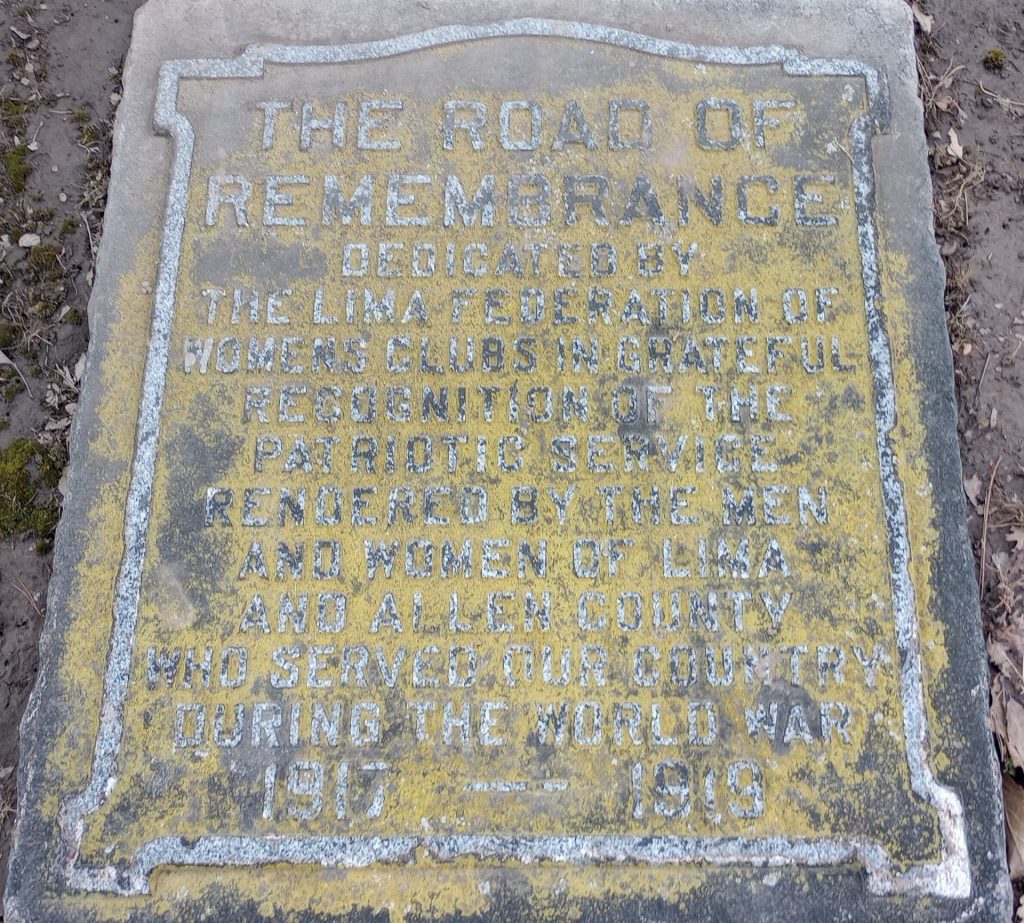 THE ROAD OF
REMEMBRANCE
DEDICATED BY
THE LIMA FEDERATION OF
WOMENS CLUBS IN GRATEFUL
RECOGNITION OF THE
PATRIOTIC SERVICE
RENDERED BY THE MEN
AND WOMEN OF LIMA
AND ALLEN COUNTY
WHO SERVED OUR COUNTRY
DURING THE WORLD WAR
1917 — 1919